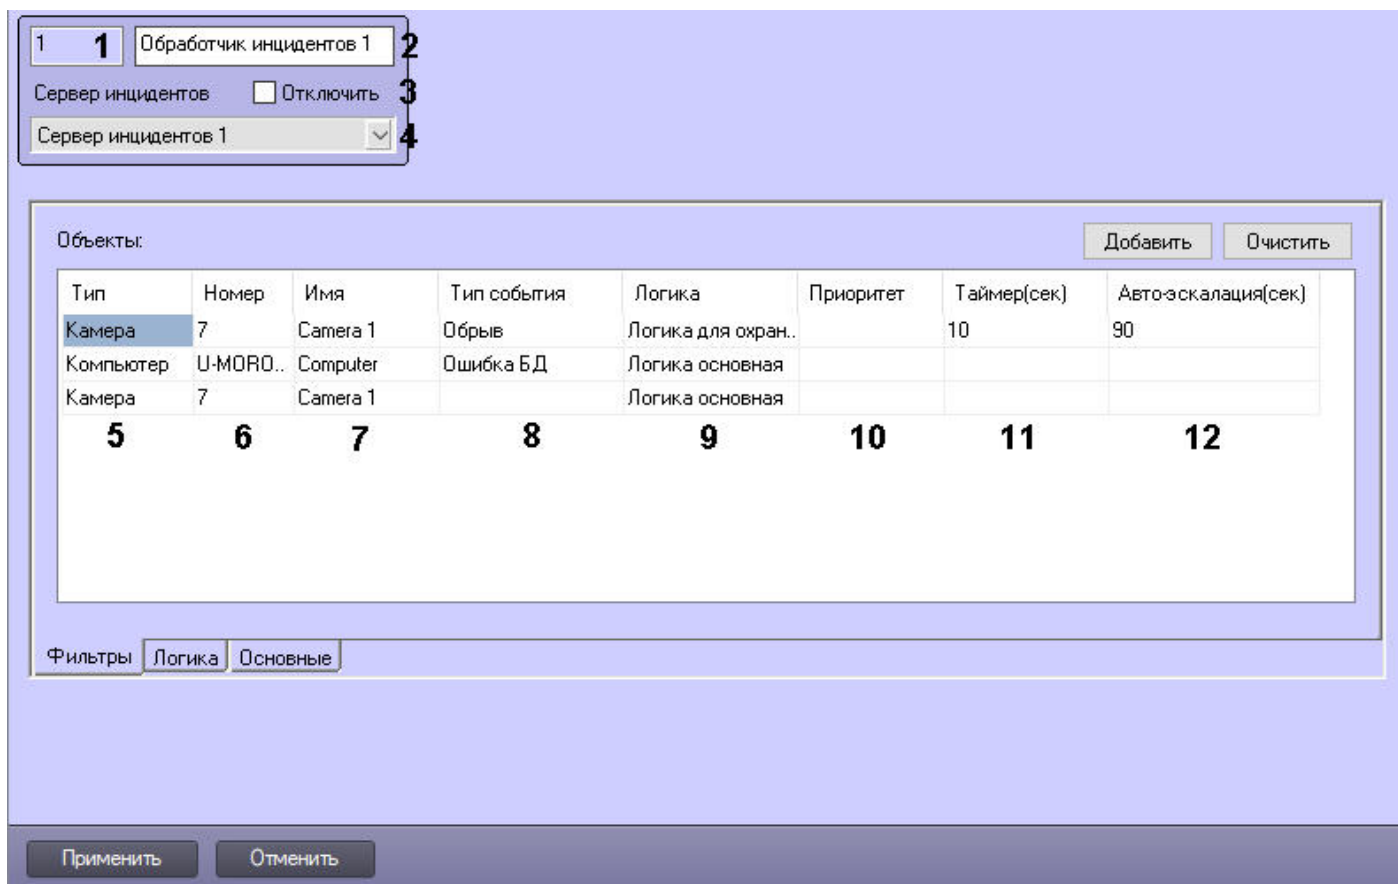 1 1 Обработчик инцидентов 1 2
Сервер инцидентов Отключить 3
Сервер инцидентов 1 4
Объекты: Добавить Очистить
Тип Номер Имя Тип события Логика Приоритет Таймер(сек) Авто-эскалация(сек)
Камера 7 Camera 1 Обрыв Логика для охран.. 10 90
Компьютер U-MORO.. Computer Ошибка БД Логика основная
Камера 7 Camera 1 Логика основная
5 6 7 8 9 10 11 12
Фильтры Логика Основные
Применить Отменить